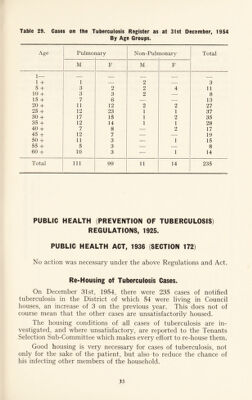 Table 29. Cases on the Tuberculosis Register as at 31st December, 1954
By Age Groups.
Age Pulmonary Non-Pulmonary Total
M F M F
1— — — — — —
1 + 1 — 2 — 3
5 + 3 2 2 4 11
10 + 3 3 2 — 8
15 + 7 6 — — 13
20 + 11 12 2 2 27
25 + 12 23 1 1 37
30 + 17 15 1 2 35
35 + 12 14 1 1 28
40 + 7 8 — 2 17
45 + 12 7 — — 19
50 + 11 3 — 1 15
55 + 5 3 — — 8
60 + 10 3 — 1 14
Total 111 99 11 14 235
PUBLIC HEALTH (PREVENTION OF TUBERCULOSIS)
REGULATIONS, 1925.
PUBLIC HEALTH ACT, 1936 (SECTION 172)
No action was necessary under the above Regulations and Act.
Re-Housing of Tuberculosis Cases.
On December 31st, 1954, there were 235 cases of notified
tuberculosis in the District of which 84 were living in Council
houses, an increase of 3 on the previous year. This does not of
course mean that the other cases are unsatisfactorily housed.
The housing conditions of all cases of tuberculosis are in-
vestigated, and where unsatisfactory, are reported to the Tenants
Selection Sub-Committee which makes every effort to re-house them.
Good housing is very necessary for cases of tuberculosis, not
only for the sake of the patient, but also to reduce the chance of
his infecting other members of the household.
35